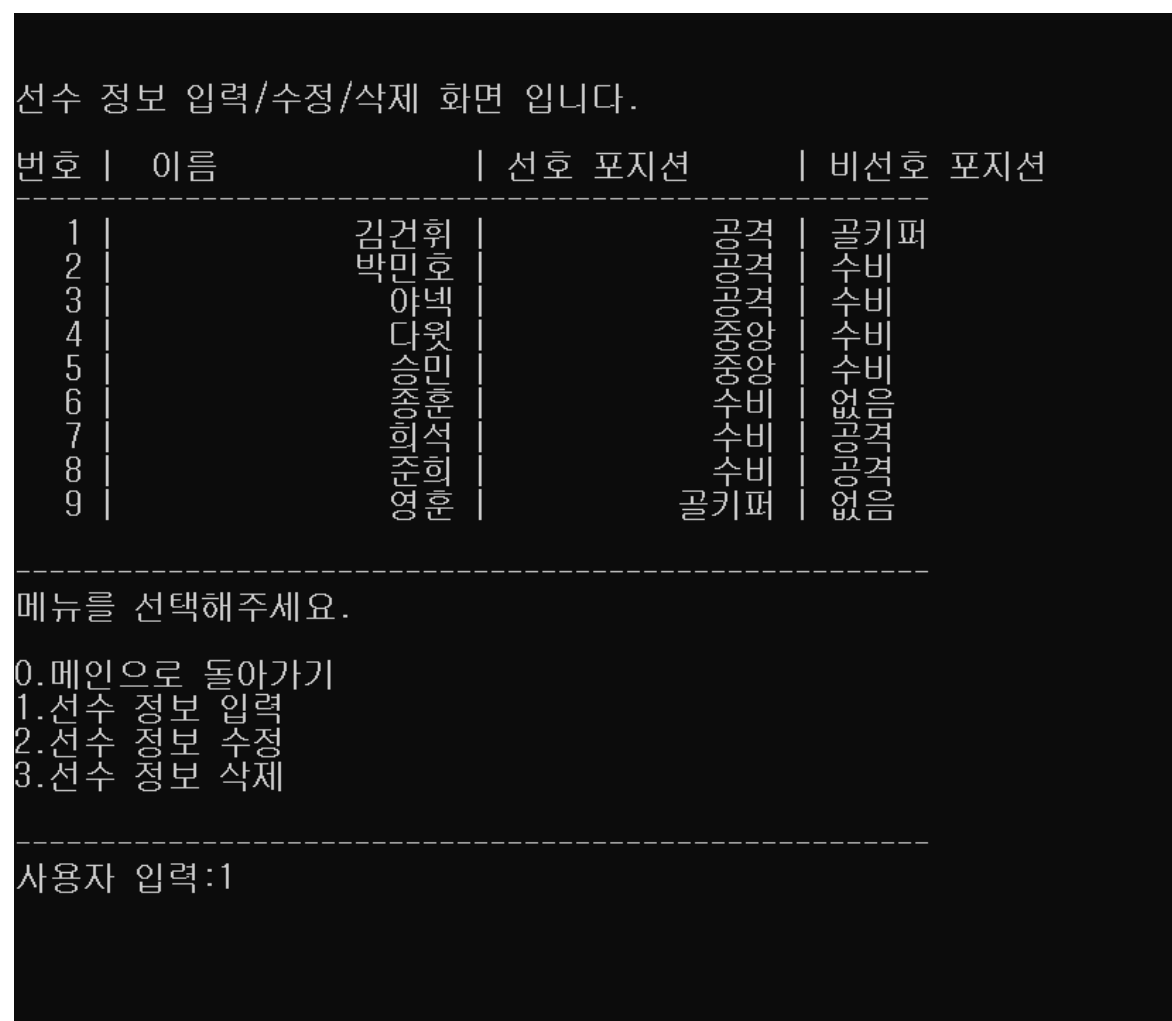 선수 정보 입력/수정/삭제 화면 입니다.
번호 | 이름 | 선호 포지션 | 비선호 포지션
------------------------------------------------------
1 | 김건휘 | 공격 | 골키퍼
2 | 박민호 | 공격 | 수비
3 | 야넥 | 공격 | 수비
4 | 다윗 | 중앙 | 수비
5 | 승민 | 중앙 | 수비
6 | 종훈 | 수비 | 없음
7 | 희석 | 수비 | 공격
8 | 준희 | 수비 | 공격
9 | 영훈 | 골키퍼 | 없음
------------------------------------------------------
메뉴를 선택해주세요.
0.메인으로 돌아가기
1.선수 정보 입력
2.선수 정보 수정
3.선수 정보 삭제
------------------------------------------------------
사용자 입력:1